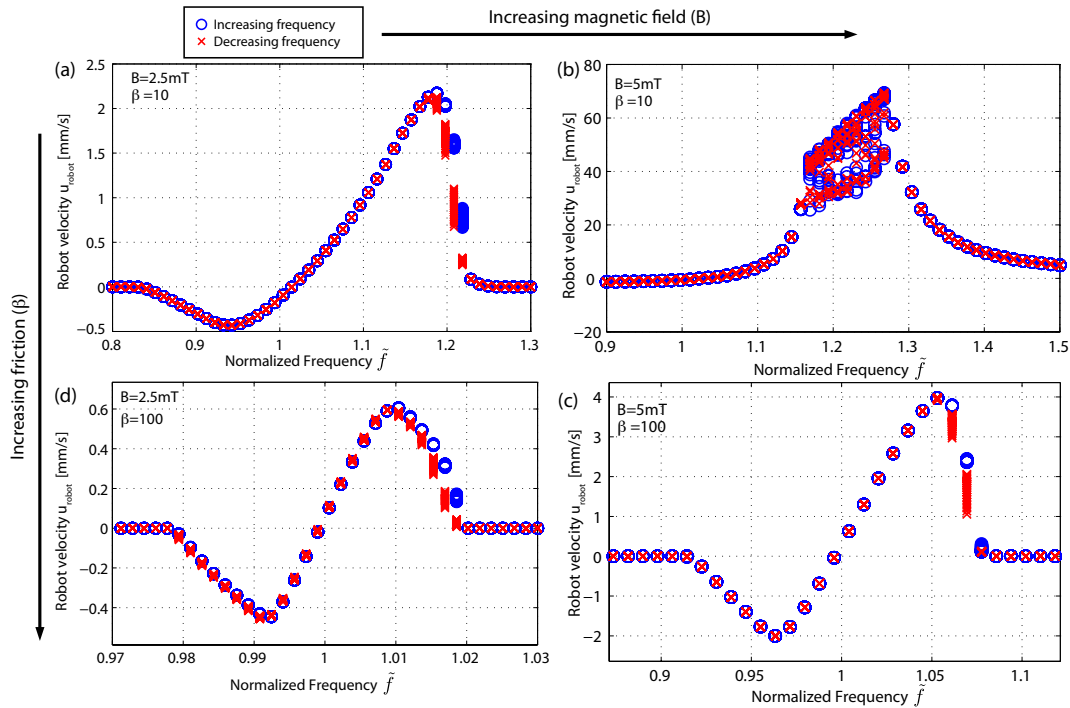 Increasing frequency
Decreasing frequency
Increasing magnetic field (B)
Increasing friction (β)
(a)
B=2.5mT
β=10
2.5
2
1.5
1
0.5
0
−0.5
0.8 0.9 1 1.1 1.2 1.3
Robot velocity u_robot [mm/s]
Normalized Frequency f̃
(b)
B=5mT
β=10
80
60
40
20
0
−20
0.9 1 1.1 1.2 1.3 1.4 1.5
Robot velocity u_robot [mm/s]
Normalized Frequency f̃
(d)
B=2.5mT
β=100
0.6
0.4
0.2
0
−0.2
−0.4
0.97 0.98 0.99 1 1.01 1.02 1.03
Robot velocity u_robot [mm/s]
Normalized Frequency f̃
(c)
B=5mT
β=100
4
3
2
1
0
−1
−2
0.9 0.95 1 1.05 1.1
Robot velocity u_robot [mm/s]
Normalized Frequency f̃